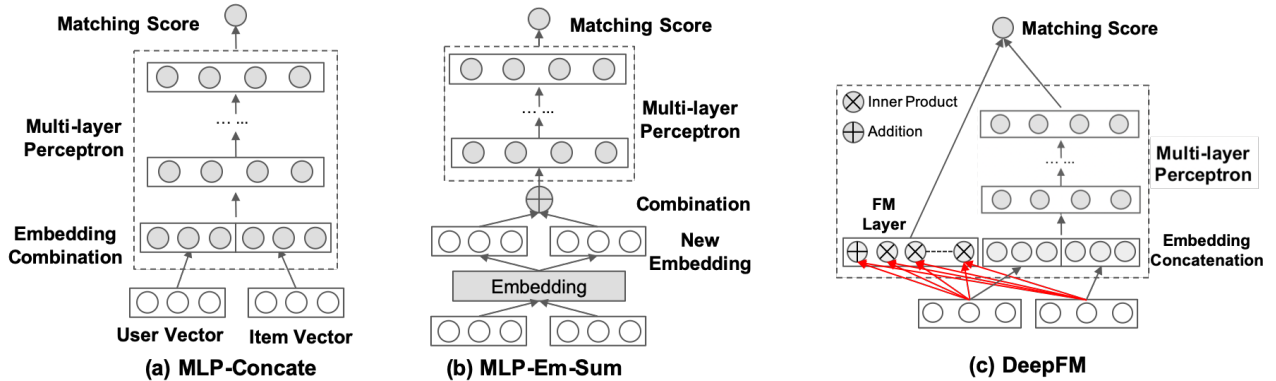 Matching Score
Multi-layer
Perceptron
... ...
Embedding
Combination
User Vector
Item Vector
(a) MLP-Concate
Matching Score
... ...
Multi-layer
Perceptron
Combination
New
Embedding
Embedding
(b) MLP-Em-Sum
Matching Score
Inner Product
Addition
... ...
Multi-layer
Perceptron
FM
Layer
Embedding
Concatenation
(c) DeepFM